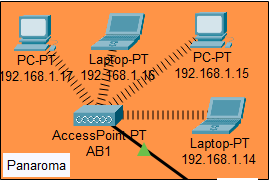 PC-PT
192.168.1.17
Laptop-PT
192.168.1.16
PC-PT
192.168.1.15
AccessPoint-PT
AB1
Laptop-PT
192.168.1.14
Panaroma